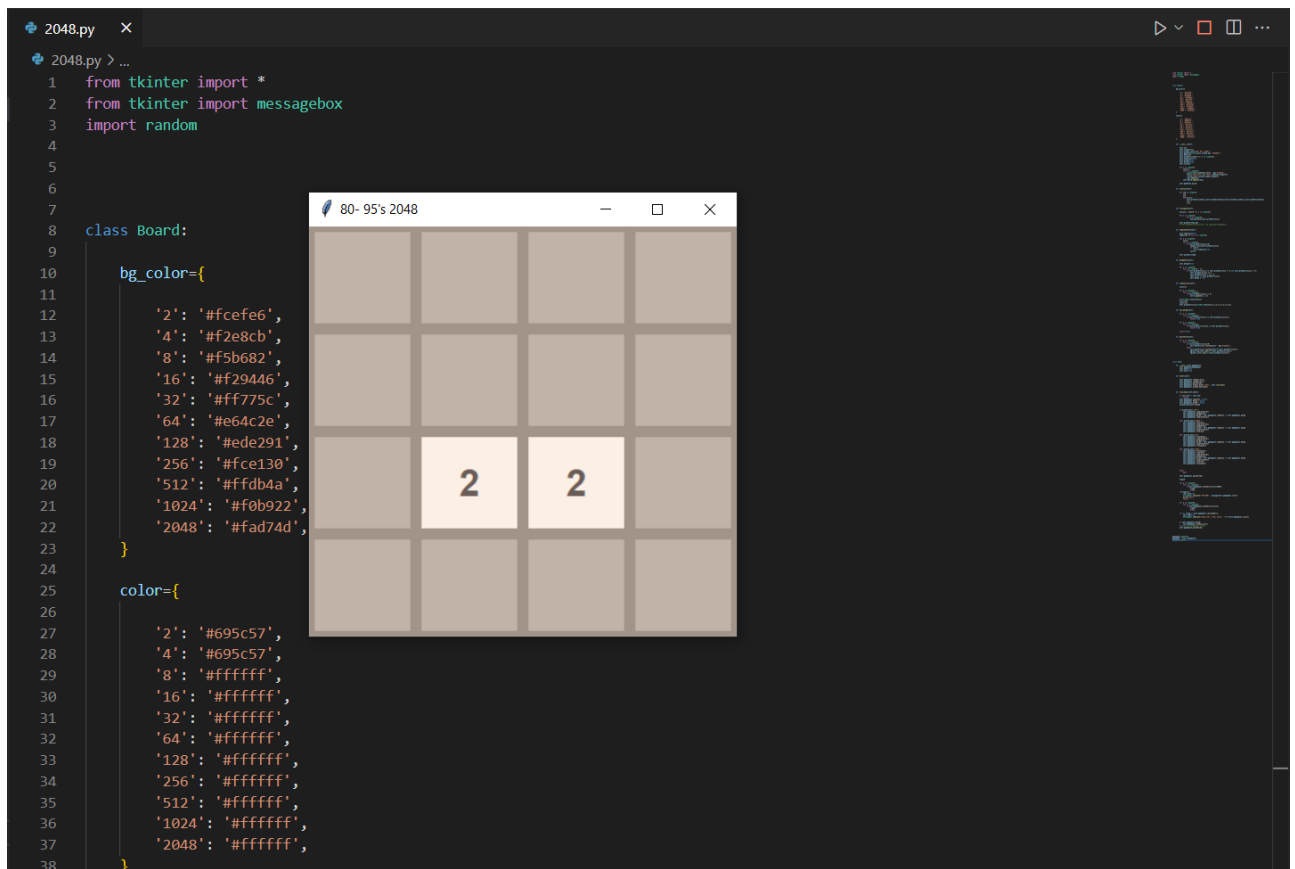 2048.py
2048.py > ...
1 from tkinter import *
2 from tkinter import messagebox
3 import random
4
5
6
7
8 class Board:
9
10 bg_color={
11
12 '2': '#fcefe6',
13 '4': '#f2e8cb',
14 '8': '#f5b682',
15 '16': '#f29446',
16 '32': '#ff775c',
17 '64': '#e64c2e',
18 '128': '#ede291',
19 '256': '#fce130',
20 '512': '#ffdb4a',
21 '1024': '#f0b922',
22 '2048': '#fad74d',
23 }
24
25 color={
26
27 '2': '#695c57',
28 '4': '#695c57',
29 '8': '#ffffff',
30 '16': '#ffffff',
31 '32': '#ffffff',
32 '64': '#ffffff',
33 '128': '#ffffff',
34 '256': '#ffffff',
35 '512': '#ffffff',
36 '1024': '#ffffff',
37 '2048': '#ffffff',
38 }
80- 95's 2048
2 2